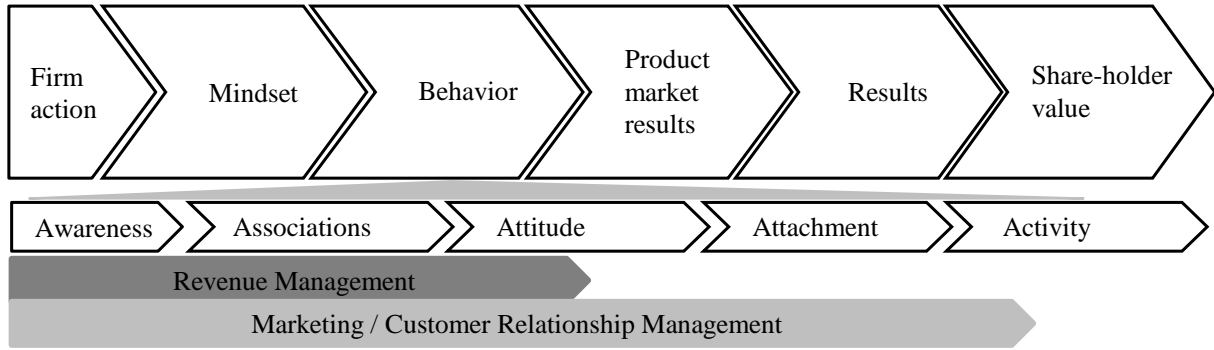 Firm
action
Mindset
Behavior
Product
market
results
Results
Share-holder
value
Awareness
Associations
Attitude
Attachment
Activity
Revenue Management
Marketing / Customer Relationship Management